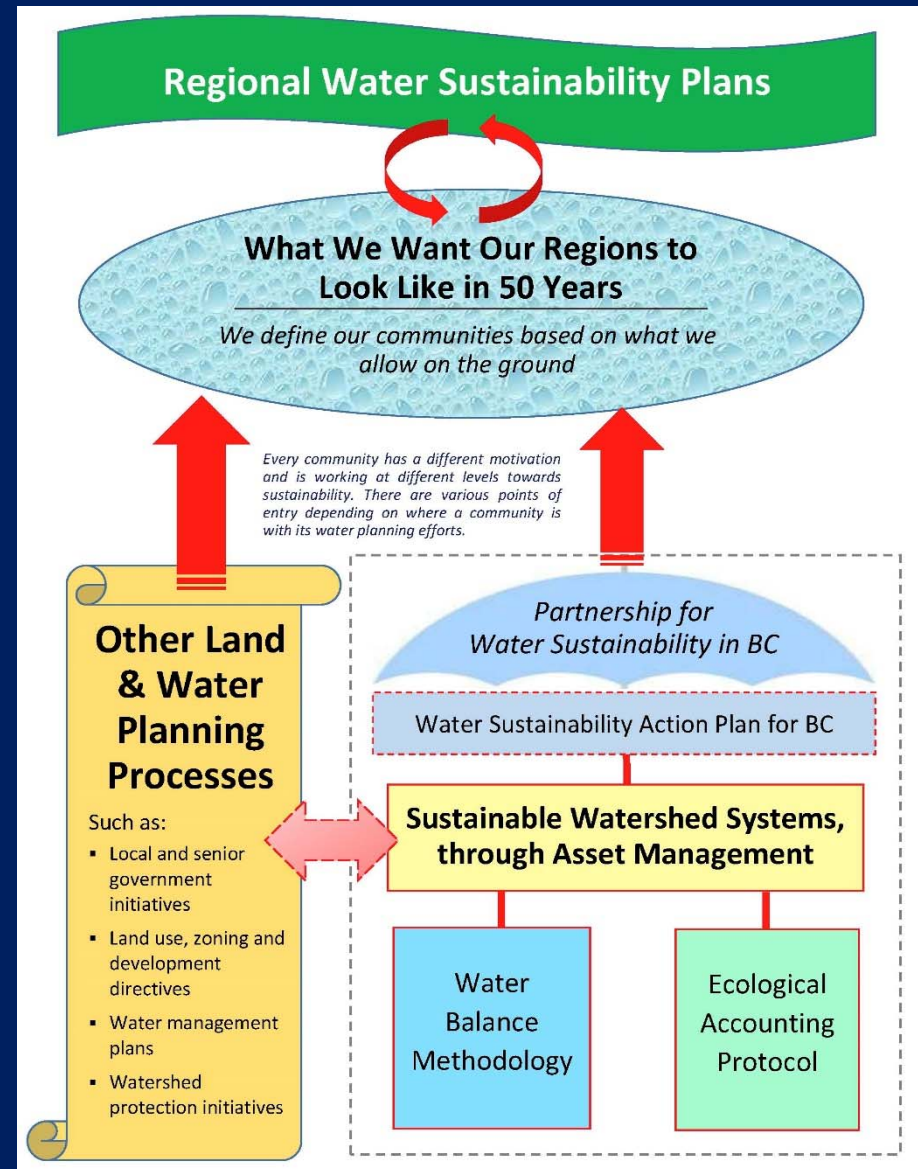 Regional Water Sustainability Plans
What We Want Our Regions to
Look Like in 50 Years
We define our communities based on what we
allow on the ground
Every community has a different motivation
and is working at different levels towards
sustainability. There are various points of
entry depending on where a community is
with its water planning efforts.
Other Land
& Water
Planning
Processes
Such as:
▪ Local and senior
government
initiatives
▪ Land use, zoning and
development
directives
▪ Water management
plans
▪ Watershed
protection initiatives
Partnership for
Water Sustainability in BC
Water Sustainability Action Plan for BC
Sustainable Watershed Systems,
through Asset Management
Water
Balance
Methodology
Ecological
Accounting
Protocol